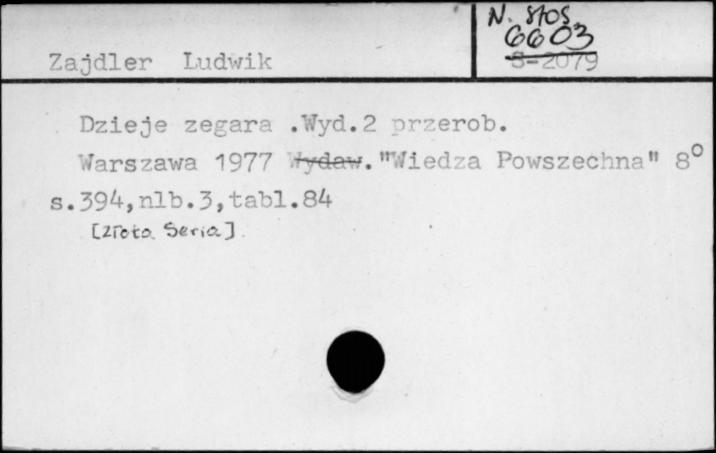 N. stos.
6603
S-2079
Zajdler Ludwik
Dzieje zegara .Wyd.2 przerob.
Warszawa 1977 Wydaw."Wiedza Powszechna" 8°
s.394,nlb.3,tabl.84
[Złota Seria]